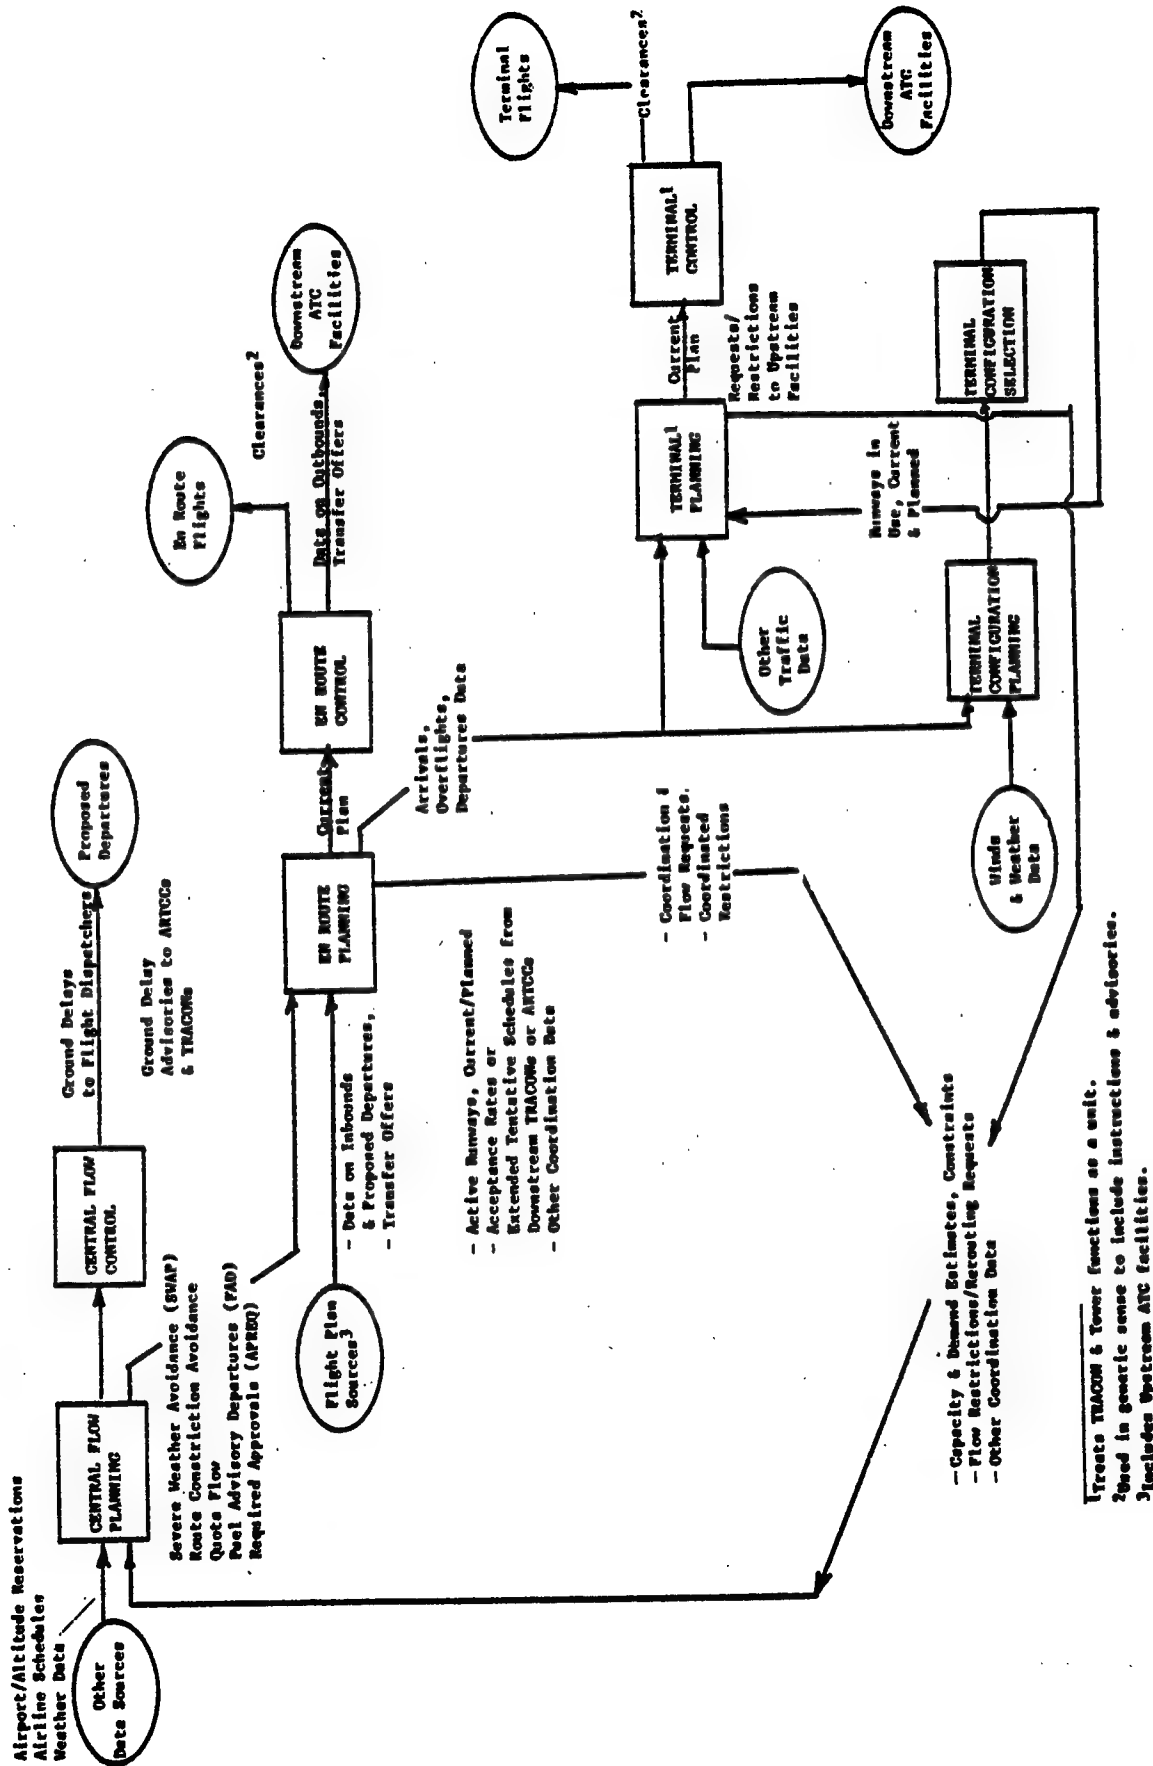 Airport/Altitude Reservations
Airline Schedules
Weather Data
Other
Data Sources
CENTRAL FLOW
PLANNING
CENTRAL FLOW
CONTROL
Ground Delays
to Flight Dispatchers
Ground Delay
Advisories to ARTCCs
& TRACONs
Proposed
Departures
Severe Weather Avoidance (SWAP)
Route Constriction Avoidance
Quota Flow
Fuel Advisory Departures (FAD)
Required Approvals (APREQ)
Flight Plan
Sources3
- Data on Inbounds
& Proposed Departures,
- Transfer Offers
EN ROUTE
PLANNING
Current
Plan
EN ROUTE
CONTROL
En Route
Flights
Clearances2
Data on Outbounds,
Transfer Offers
Downstream
ATC
Facilities
Arrivals,
Overflights,
Departures Data
- Active Runways, Current/Planned
- Acceptance Rates or
Extended Tentative Schedules from
Downstream TRACONs or ARTCCs
- Other Coordination Data
- Coordination &
Flow Requests,
- Coordinated
Restrictions
Other
Traffic
Data
TERMINAL1
PLANNING
Current
Plan
TERMINAL1
CONTROL
Terminal
Flights
Clearances2
Downstream
ATC
Facilities
Requests/
Restrictions
to Upstream
Facilities
Runways in
Use, Current
& Planned
Winds
& Weather
Data
TERMINAL
CONFIGURATION
PLANNING
TERMINAL
CONFIGURATION
SELECTION
- Capacity & Demand Estimates, Constraints
- Flow Restrictions/Rerouting Requests
- Other Coordination Data
1Treats TRACON & Tower functions as a unit.
2Used in generic sense to include instructions & advisories.
3Includes Upstream ATC facilities.